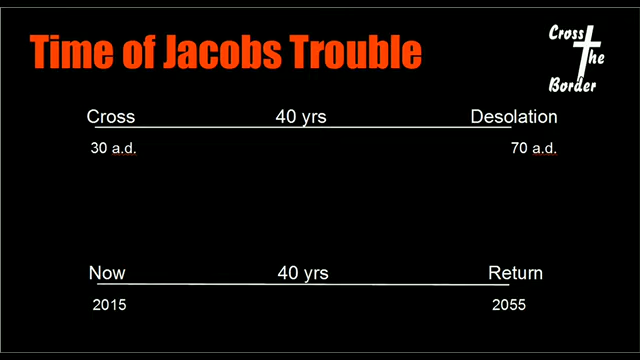 Time of Jacobs Trouble
Cross
The
Border
Cross 40 yrs Desolation
30 a.d. 70 a.d.
Now 40 yrs Return
2015 2055